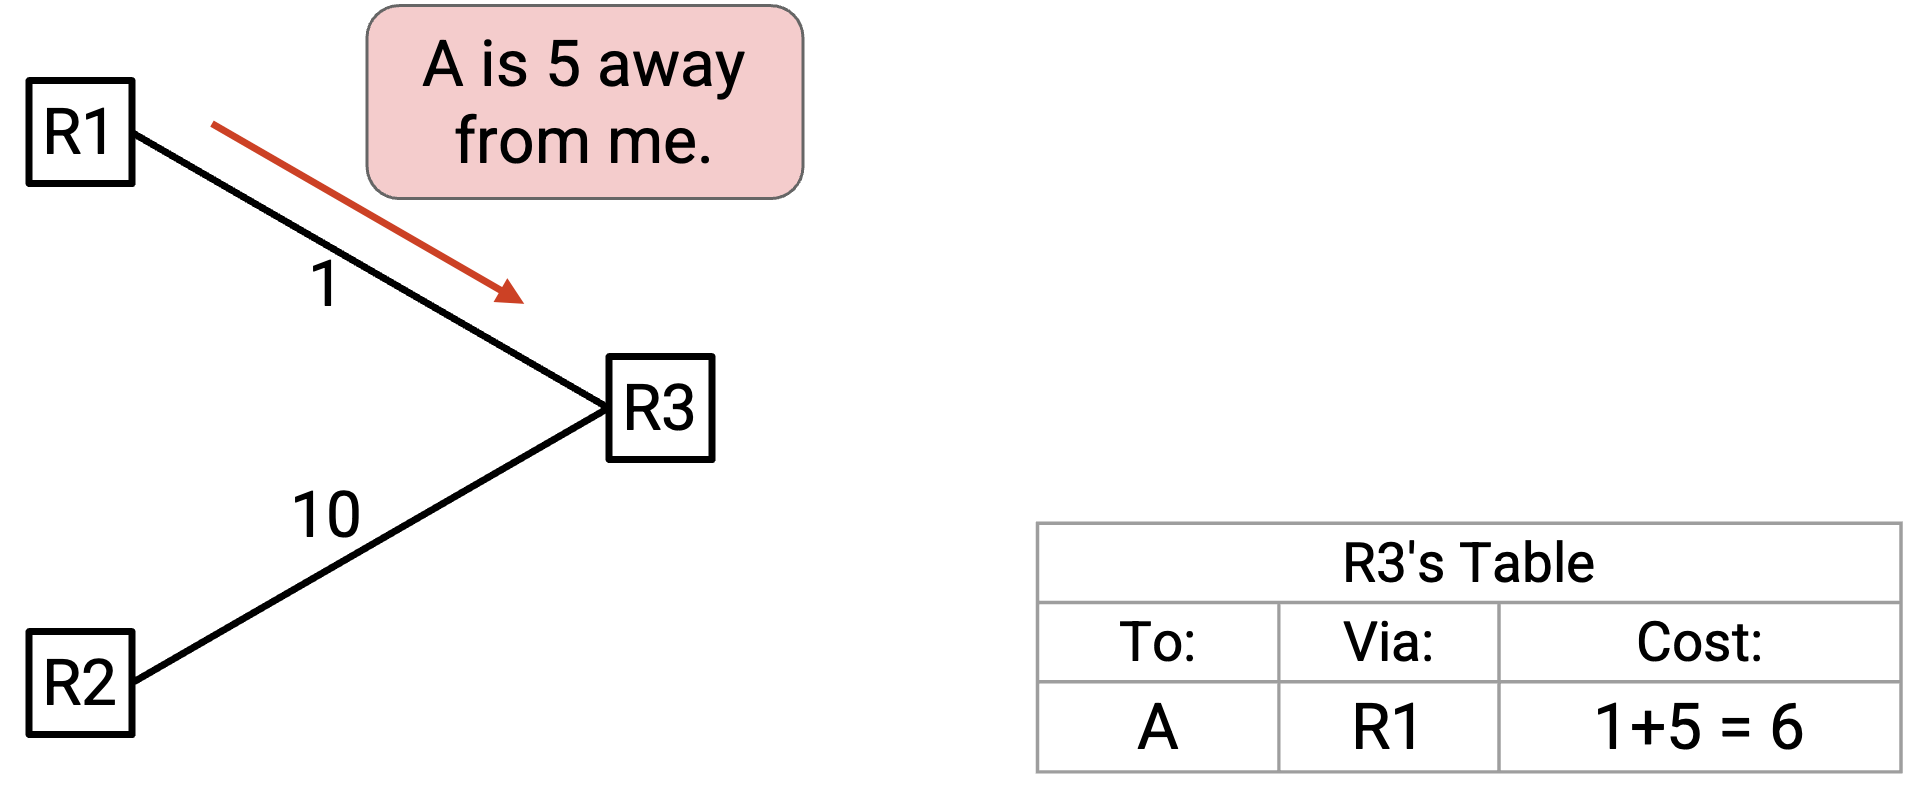 A is 5 away
from me.
R1
1
R3
10
R2
R3's Table
To: Via: Cost:
A R1 1+5 = 6